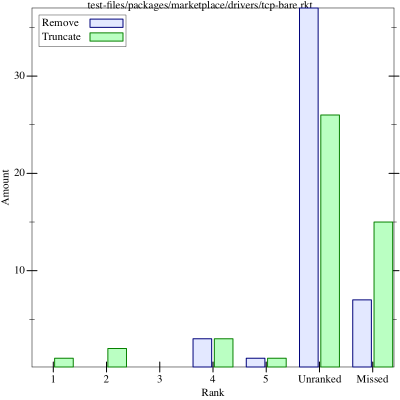 test-files/packages/marketplace/drivers/tcp-bare.rkt
Remove
Truncate
30
20
10
Amount
1 2 3 4 5 Unranked Missed
Rank